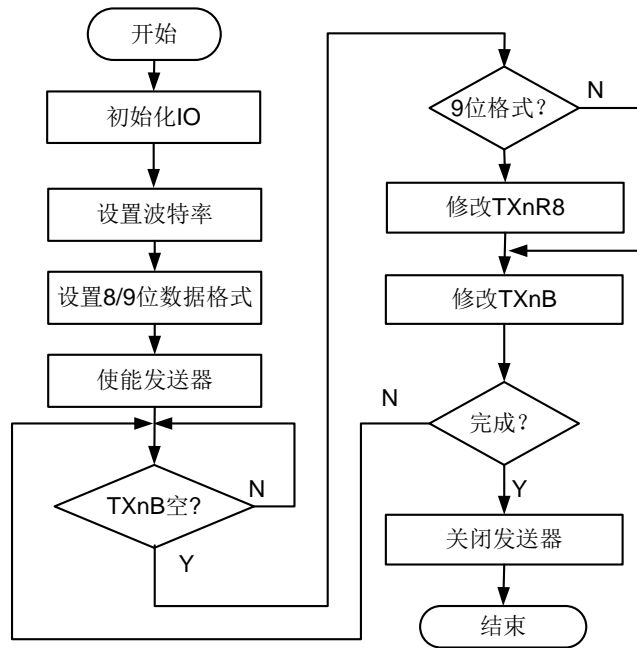 开始
初始化IO
设置波特率
设置8/9位数据格式
使能发送器
TXnB空?
N
Y
9位格式？
N
修改TXnR8
修改TXnB
完成？
N
Y
关闭发送器
结束